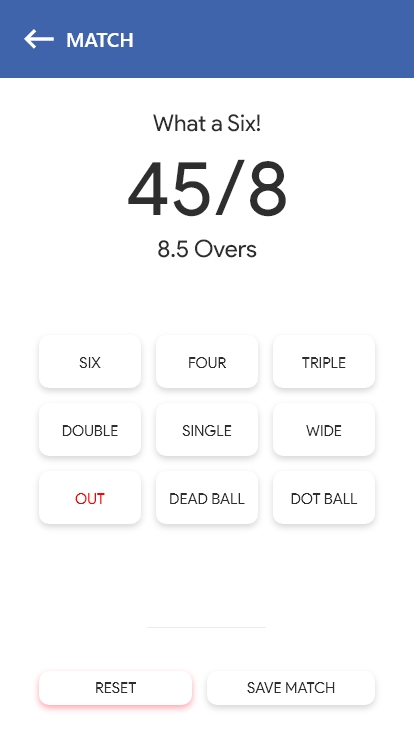 MATCH
What a Six!
45/8
8.5 Overs
SIX FOUR TRIPLE
DOUBLE SINGLE WIDE
OUT DEAD BALL DOT BALL
RESET SAVE MATCH